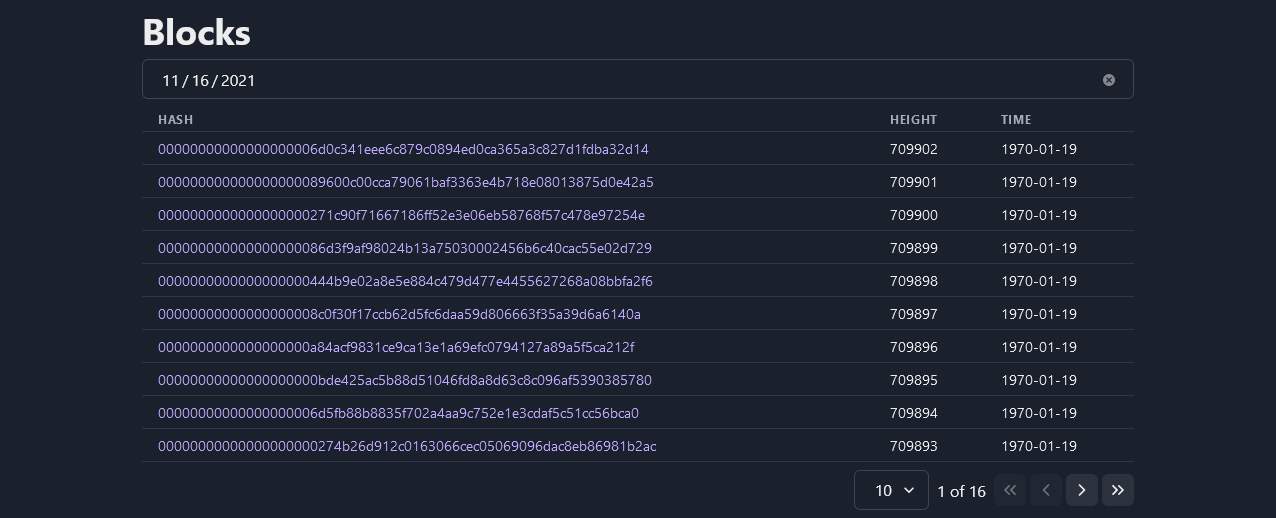 Blocks
11 / 16 / 2021
HASH HEIGHT TIME
00000000000000000006d0c341eee6c879c0894ed0ca365a3c827d1fdba32d14 709902 1970-01-19
000000000000000000089600c00cca79061baf3363e4b718e08013875d0e42a5 709901 1970-01-19
0000000000000000000271c90f71667186ff52e3e06eb58768f57c478e97254e 709900 1970-01-19
000000000000000000086d3f9af98024b13a75030002456b6c40cac55e02d729 709899 1970-01-19
0000000000000000000444b9e02a8e5e884c479d477e4455627268a08bbfa2f6 709898 1970-01-19
00000000000000000008c0f30f17ccb62d5fc6daa59d806663f35a39d6a6140a 709897 1970-01-19
0000000000000000000a84acf9831ce9ca13e1a69efc0794127a89a5f5ca212f 709896 1970-01-19
00000000000000000000bde425ac5b88d51046fd8a8d63c8c096af5390385780 709895 1970-01-19
00000000000000000006d5fb88b8835f702a4aa9c752e1e3cdaf5c51cc56bca0 709894 1970-01-19
00000000000000000000274b26d912c0163066cec05069096dac8eb86981b2ac 709893 1970-01-19
10 1 of 16